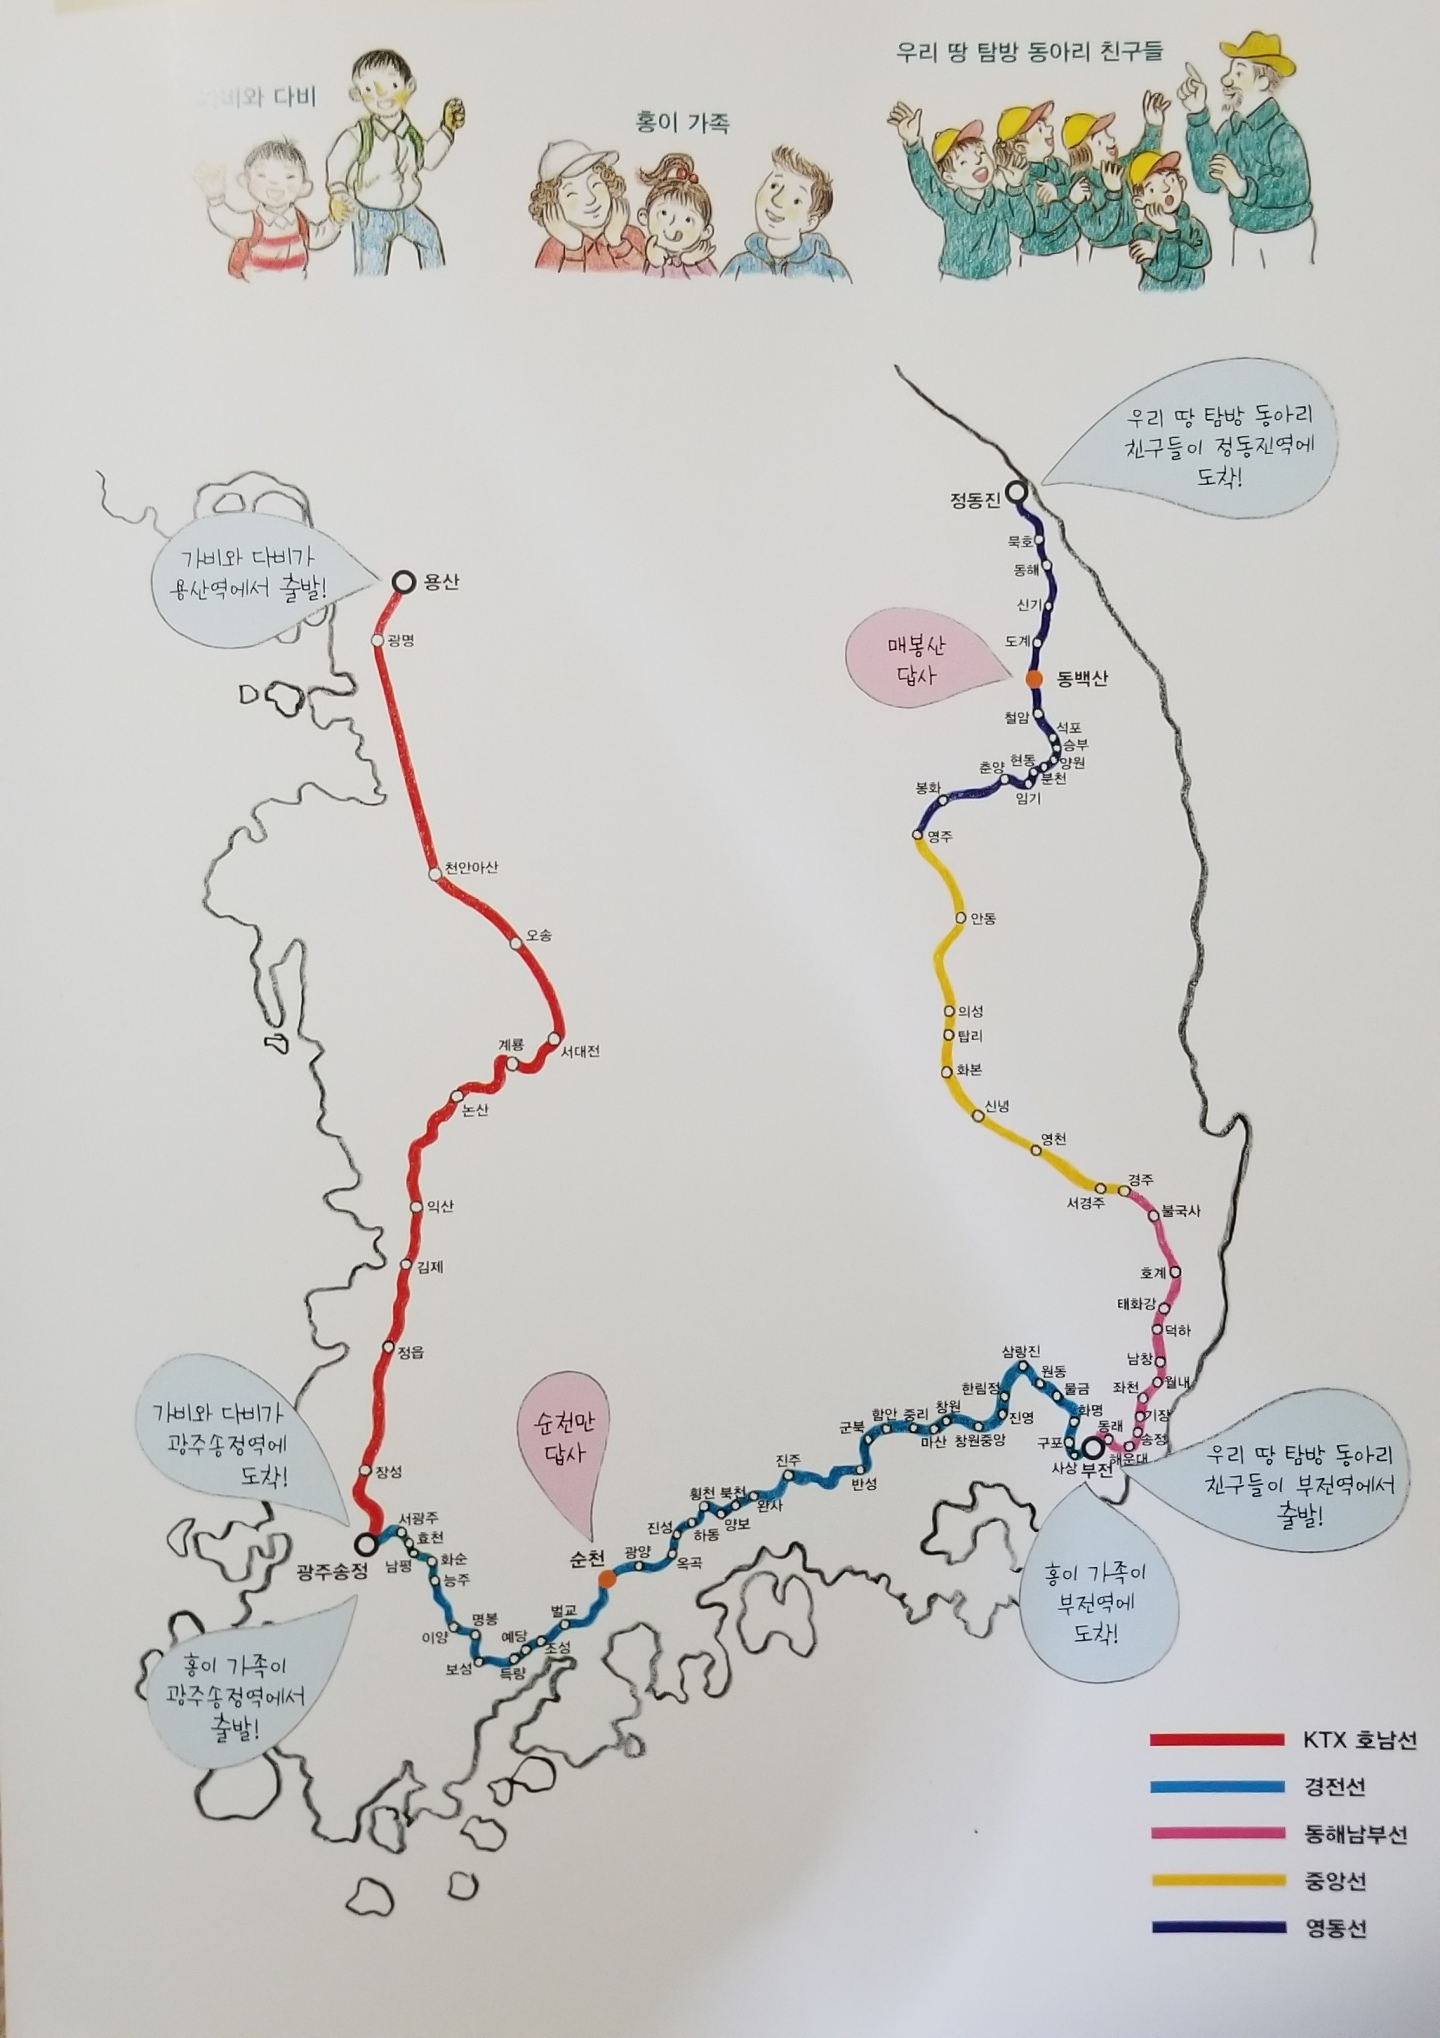 가비와 다비
홍이 가족
우리 땅 탐방 동아리 친구들
우리 땅 탐방 동아리
친구들이 정동진역에
도착!
정동진
묵호
동해
신기
도계
매봉산
답사
동백산
철암
석포
승부
양원
분천
현동
임기
춘양
봉화
영주
안동
의성
탑리
화본
신녕
영천
서경주
경주
불국사
호계
태화강
덕하
남창
월내
좌천
기장
송정
해운대
동래
부전
우리 땅 탐방 동아리
친구들이 부전역에서
출발!
가비와 다비가
용산역에서 출발!
용산
광명
천안아산
오송
서대전
계룡
논산
익산
김제
정읍
장성
가비와 다비가
광주송정역에
도착!
광주송정
홍이 가족이
광주송정역에서
출발!
서광주
효천
남평
화순
능주
이양
명봉
보성
득량
예당
조성
벌교
순천만
답사
순천
광양
옥곡
진성
하동
횡천
양보
북천
완사
진주
반성
군북
함안
중리
마산
창원
창원중앙
진영
한림정
삼랑진
원동
물금
화명
구포
사상
홍이 가족이
부전역에
도착!
KTX 호남선
경전선
동해남부선
중앙선
영동선